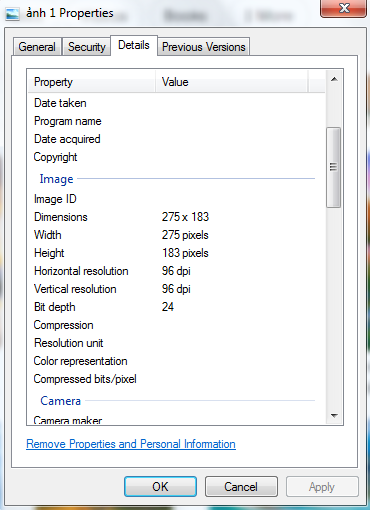 ảnh 1 Properties
General Security Details Previous Versions
Property Value
Date taken
Program name
Date acquired
Copyright
Image
Image ID
Dimensions 275 x 183
Width 275 pixels
Height 183 pixels
Horizontal resolution 96 dpi
Vertical resolution 96 dpi
Bit depth 24
Compression
Resolution unit
Color representation
Compressed bits/pixel
Camera
Camera maker
Remove Properties and Personal Information
OK Cancel Apply